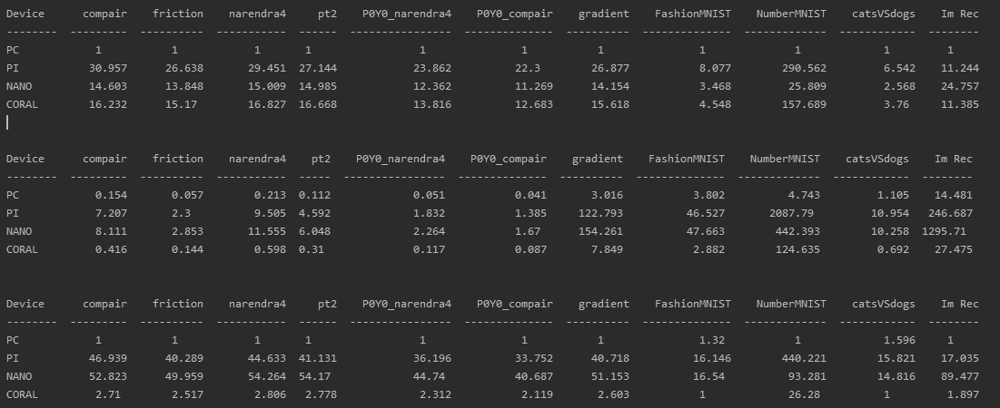 Device compair friction narendra4 pt2 P0Y0_narendra4 P0Y0_compair gradient FashionMNIST NumberMNIST catsVSdogs Im Rec
-------- --------- ---------- ----------- ------ -------------- -------------- ---------- -------------- ------------- ------------ --------
PC 1 1 1 1 1 1 1 1 1 1 1
PI 30.957 26.638 29.451 27.144 23.862 22.3 26.877 8.077 290.562 6.542 11.244
NANO 14.603 13.848 15.009 14.985 12.362 11.269 14.154 3.468 25.809 2.568 24.757
CORAL 16.232 15.17 16.827 16.668 13.816 12.683 15.618 4.548 157.689 3.76 11.385
Device compair friction narendra4 pt2 P0Y0_narendra4 P0Y0_compair gradient FashionMNIST NumberMNIST catsVSdogs Im Rec
-------- --------- ---------- ----------- ----- -------------- -------------- ---------- -------------- ------------- ------------ --------
PC 0.154 0.057 0.213 0.112 0.051 0.041 3.016 3.802 4.743 1.105 14.481
PI 7.207 2.3 9.505 4.592 1.832 1.385 122.793 46.527 2087.79 10.954 246.687
NANO 8.111 2.853 11.555 6.048 2.264 1.67 154.261 47.663 442.393 10.258 1295.71
CORAL 0.416 0.144 0.598 0.31 0.117 0.087 7.849 2.882 124.635 0.692 27.475
Device compair friction narendra4 pt2 P0Y0_narendra4 P0Y0_compair gradient FashionMNIST NumberMNIST catsVSdogs Im Rec
-------- --------- ---------- ----------- ------ -------------- -------------- ---------- -------------- ------------- ------------ --------
PC 1 1 1 1 1 1 1 1.32 1 1.596 1
PI 46.939 40.289 44.633 41.131 36.196 33.752 40.718 16.146 440.221 15.821 17.035
NANO 52.823 49.959 54.264 54.17 44.74 40.687 51.153 16.54 93.281 14.816 89.477
CORAL 2.71 2.517 2.806 2.778 2.312 2.119 2.603 1 26.28 1 1.897